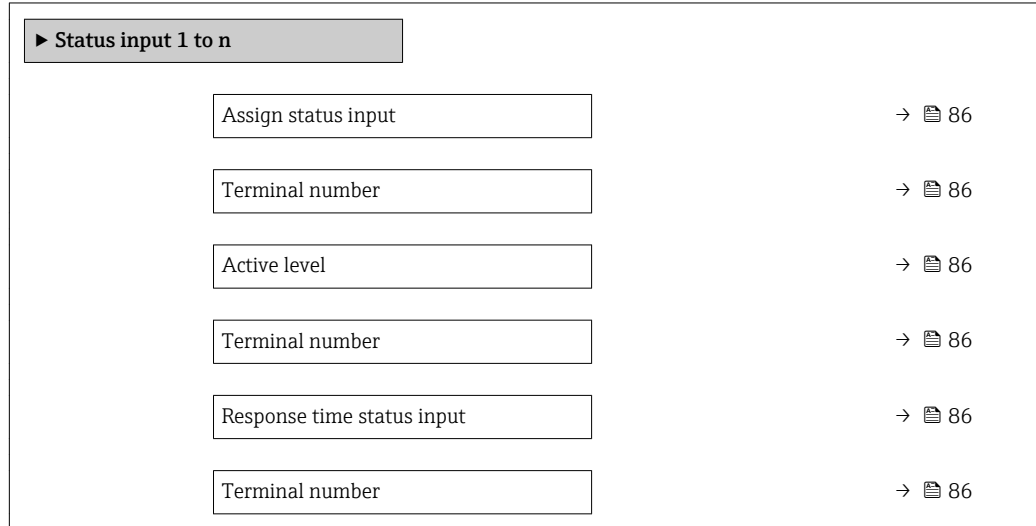 ▶ Status input 1 to n
Assign status input → 86
Terminal number → 86
Active level → 86
Terminal number → 86
Response time status input → 86
Terminal number → 86